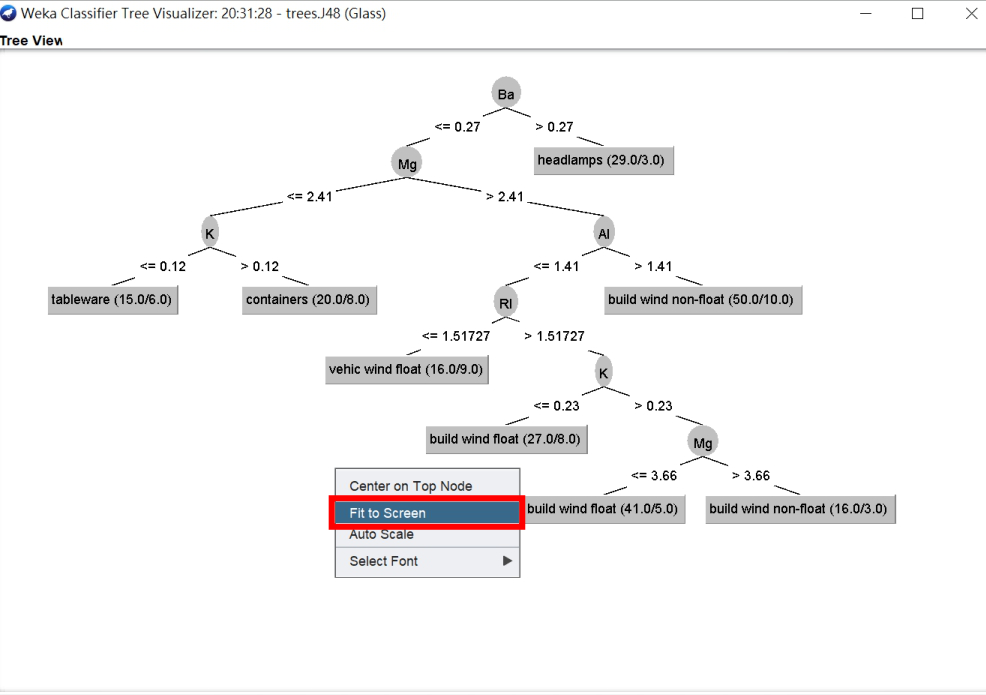 Weka Classifier Tree Visualizer: 20:31:28 - trees.J48 (Glass)
Tree View
Ba
<= 0.27
> 0.27
Mg
headlamps (29.0/3.0)
<= 2.41
> 2.41
K
Al
<= 0.12
> 0.12
<= 1.41
> 1.41
tableware (15.0/6.0)
containers (20.0/8.0)
RI
build wind non-float (50.0/10.0)
<= 1.51727
> 1.51727
vehic wind float (16.0/9.0)
K
<= 0.23
> 0.23
build wind float (27.0/8.0)
Mg
<= 3.66
> 3.66
build wind float (41.0/5.0)
build wind non-float (16.0/3.0)
Center on Top Node
Fit to Screen
Auto Scale
Select Font